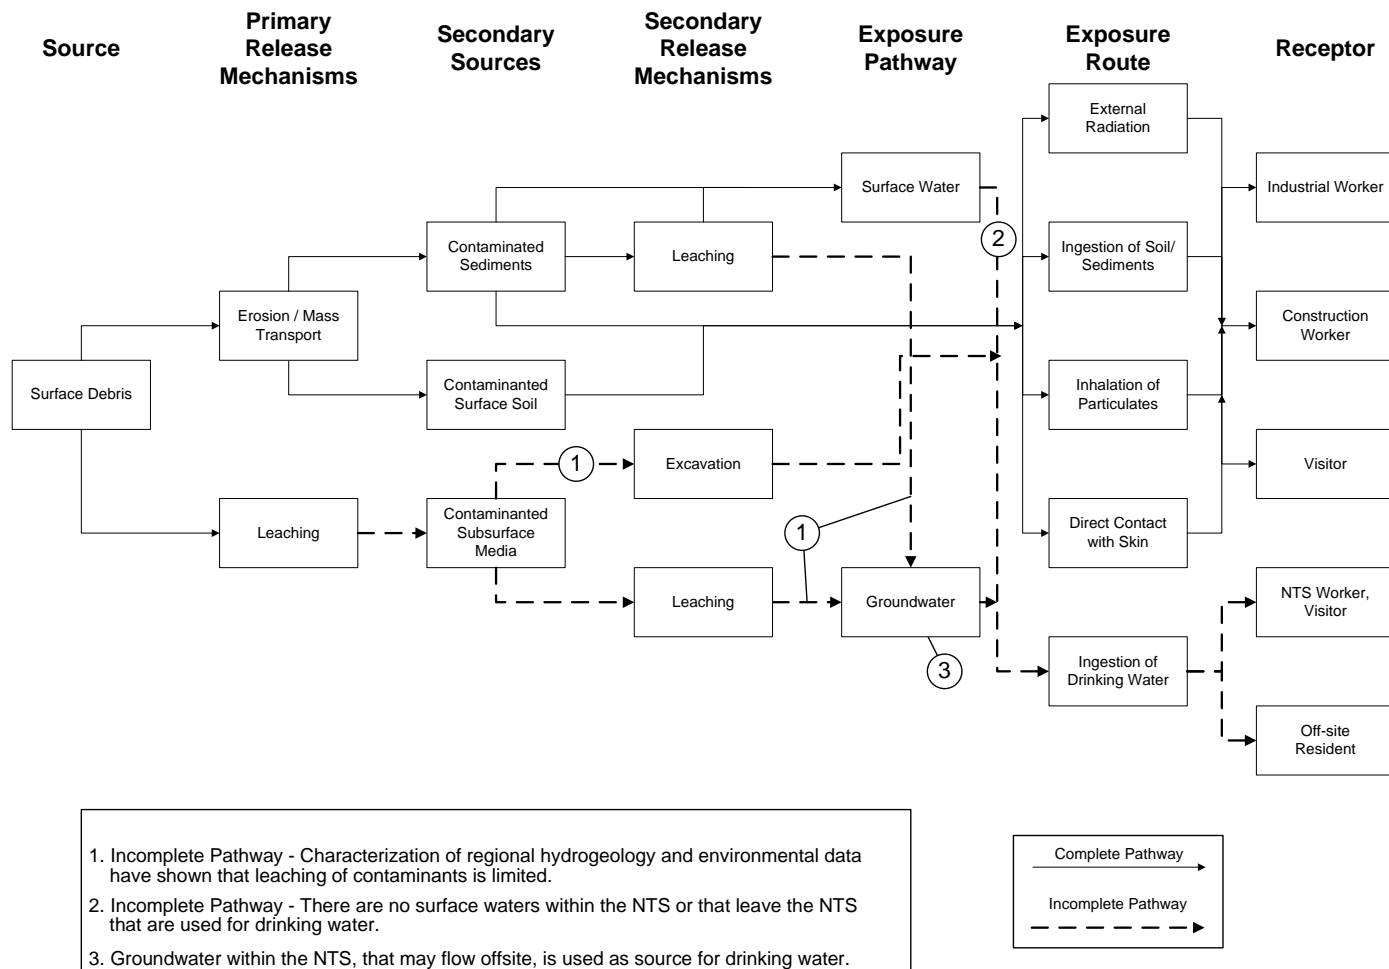 Source
Primary
Release
Mechanisms
Secondary
Sources
Secondary
Release
Mechanisms
Exposure
Pathway
Exposure
Route
Receptor
External
Radiation
Surface Water
Industrial Worker
2
Contaminated
Sediments
Leaching
Ingestion of Soil/
Sediments
Erosion / Mass
Transport
Construction
Worker
Surface Debris
Contaminanted
Surface Soil
Inhalation of
Particulates
1
Excavation
Visitor
Leaching
Contaminanted
Subsurface
Media
1
Direct Contact
with Skin
Leaching
Groundwater
NTS Worker,
Visitor
3
Ingestion of
Drinking Water
Off-site
Resident
1. Incomplete Pathway - Characterization of regional hydrogeology and environmental data
have shown that leaching of contaminants is limited.
2. Incomplete Pathway - There are no surface waters within the NTS or that leave the NTS
that are used for drinking water.
3. Groundwater within the NTS, that may flow offsite, is used as source for drinking water.
Complete Pathway
Incomplete Pathway